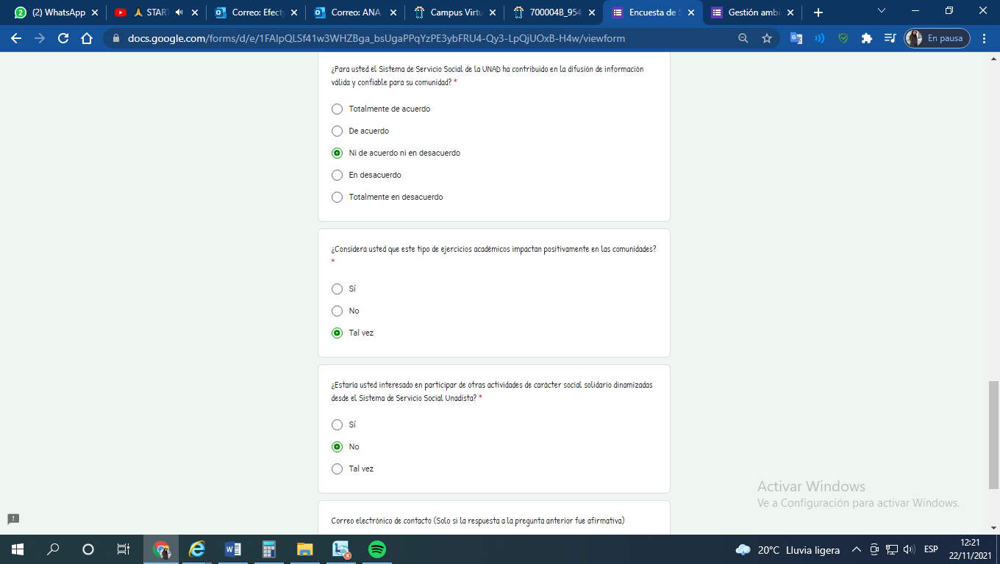 (2) WhatsApp
START
Correo: Efecty
Correo: ANA
Campus Virtu
700004B_954
Encuesta de S
Gestión ambi
docs.google.com/forms/d/e/1FAIpQLSf41w3WHZBga_bsUgaPPqYzPE3ybFRU4-Qy3-LpQjUOxB-H4w/viewform
En pausa
¿Para usted el Sistema de Servicio Social de la UNAD ha contribuido en la difusión de información
válida y confiable para su comunidad? *
Totalmente de acuerdo
De acuerdo
Ni de acuerdo ni en desacuerdo
En desacuerdo
Totalmente en desacuerdo
¿Considera usted que este tipo de ejercicios académicos impactan positivamente en las comunidades?
*
Sí
No
Tal vez
¿Estaría usted interesado en participar de otras actividades de carácter social solidario dinamizadas
desde el Sistema de Servicio Social Unadista? *
Sí
No
Tal vez
Activar Windows
Ve a Configuración para activar Windows.
Correo electrónico de contacto (Solo si la respuesta a la pregunta anterior fue afirmativa)
20°C Lluvia ligera
ESP
12:21
22/11/2021